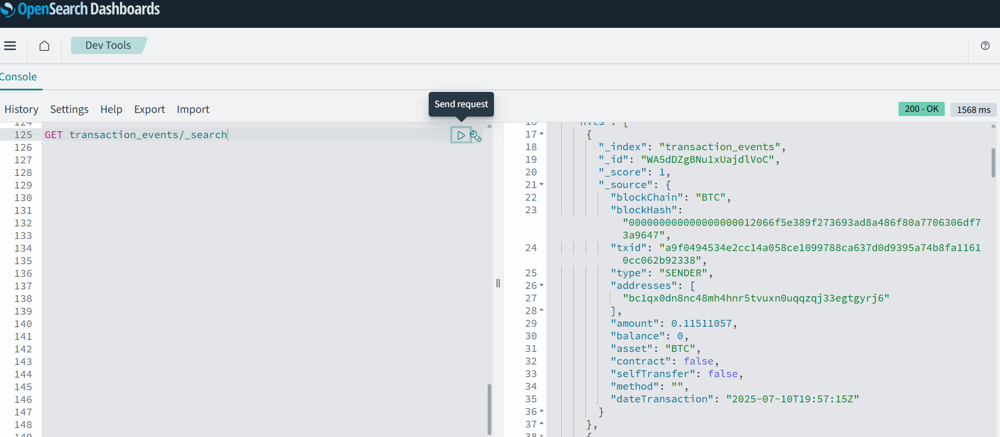 OpenSearch Dashboards
Dev Tools
Console
History Settings Help Export Import
Send request
200 - OK
1568 ms
124
125 GET transaction_events/_search
126
127
128
129
130
131
132
133
134
135
136
137
138
139
140
141
142
143
144
145
146
147
148
149
16 "hits": [
17 {
18 "_index": "transaction_events",
19 "_id": "WA5dDZgBNu1xUajdlVoC",
20 "_score": 1,
21 "_source": {
22 "blockChain": "BTC",
23 "blockHash":
"000000000000000000012066f5e389f273693ad8a486f80a7706306df7
3a9647",
24 "txid": "a9f0494534e2cc14a058ce1099788ca637d0d9395a74b8fa1161
0cc062b92338",
25 "type": "SENDER",
26 "addresses": [
27 "bc1qx0dn8nc48mh4hnr5tvuxn0uqqzqj33egtgyrj6"
28 ],
29 "amount": 0.11511057,
30 "balance": 0,
31 "asset": "BTC",
32 "contract": false,
33 "selfTransfer": false,
34 "method": "",
35 "dateTransaction": "2025-07-10T19:57:15Z"
36 }
37 },
38 {